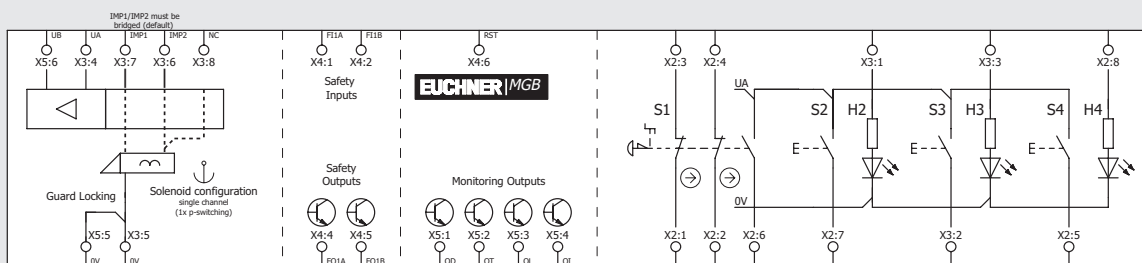 IMP1/IMP2 must be
bridged (default)
UB UA IMP1 IMP2 NC FI1A FI1B RST
X5:6 X3:4 X3:7 X3:6 X3:8 X4:1 X4:2 X4:6 X2:3 X2:4 X3:1 X3:3 X2:8
Safety
Inputs
EUCHNER MGB
UA
S1 S2 H2 H3 S3 S4 H4
E E E
Guard Locking
Solenoid configuration
single channel
(1x p-switching)
Safety
Outputs
Monitoring Outputs
0V
X5:5 X3:5 X4:4 X4:5 X5:1 X5:2 X5:3 X5:4 X2:1 X2:2 X2:6 X2:7 X3:2 X2:5
0V 0V FO1A FO1B OD OT OL OI